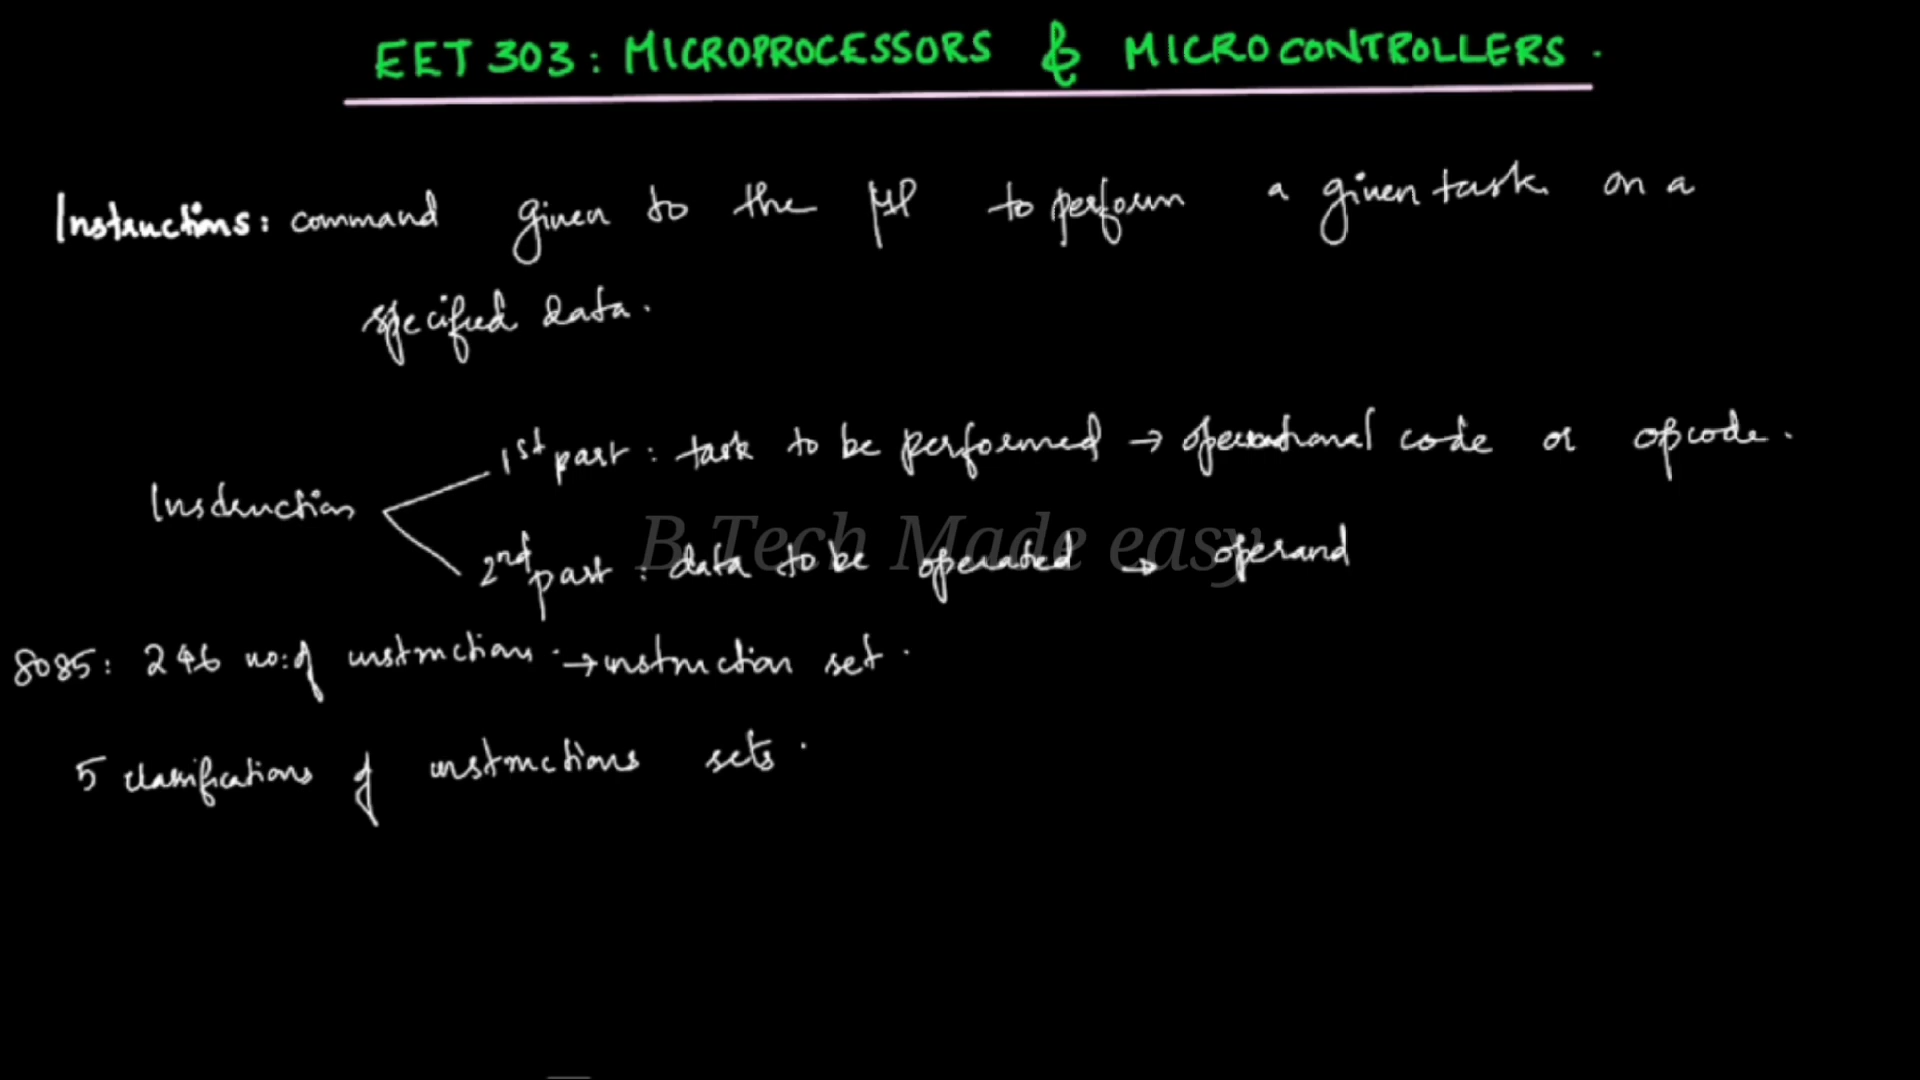 EET 303: MICROPROCESSORS & MICROCONTROLLERS.
Instructions: command given to the μP to perform a given task on a
specified data.
1st part: task to be performed → operational code or opcode.
Instruction
B.Tech Made easy
2nd part: data to be operated → operand
8085: 246 no: of instructions. → instruction set.
5 classifications of instructions sets.